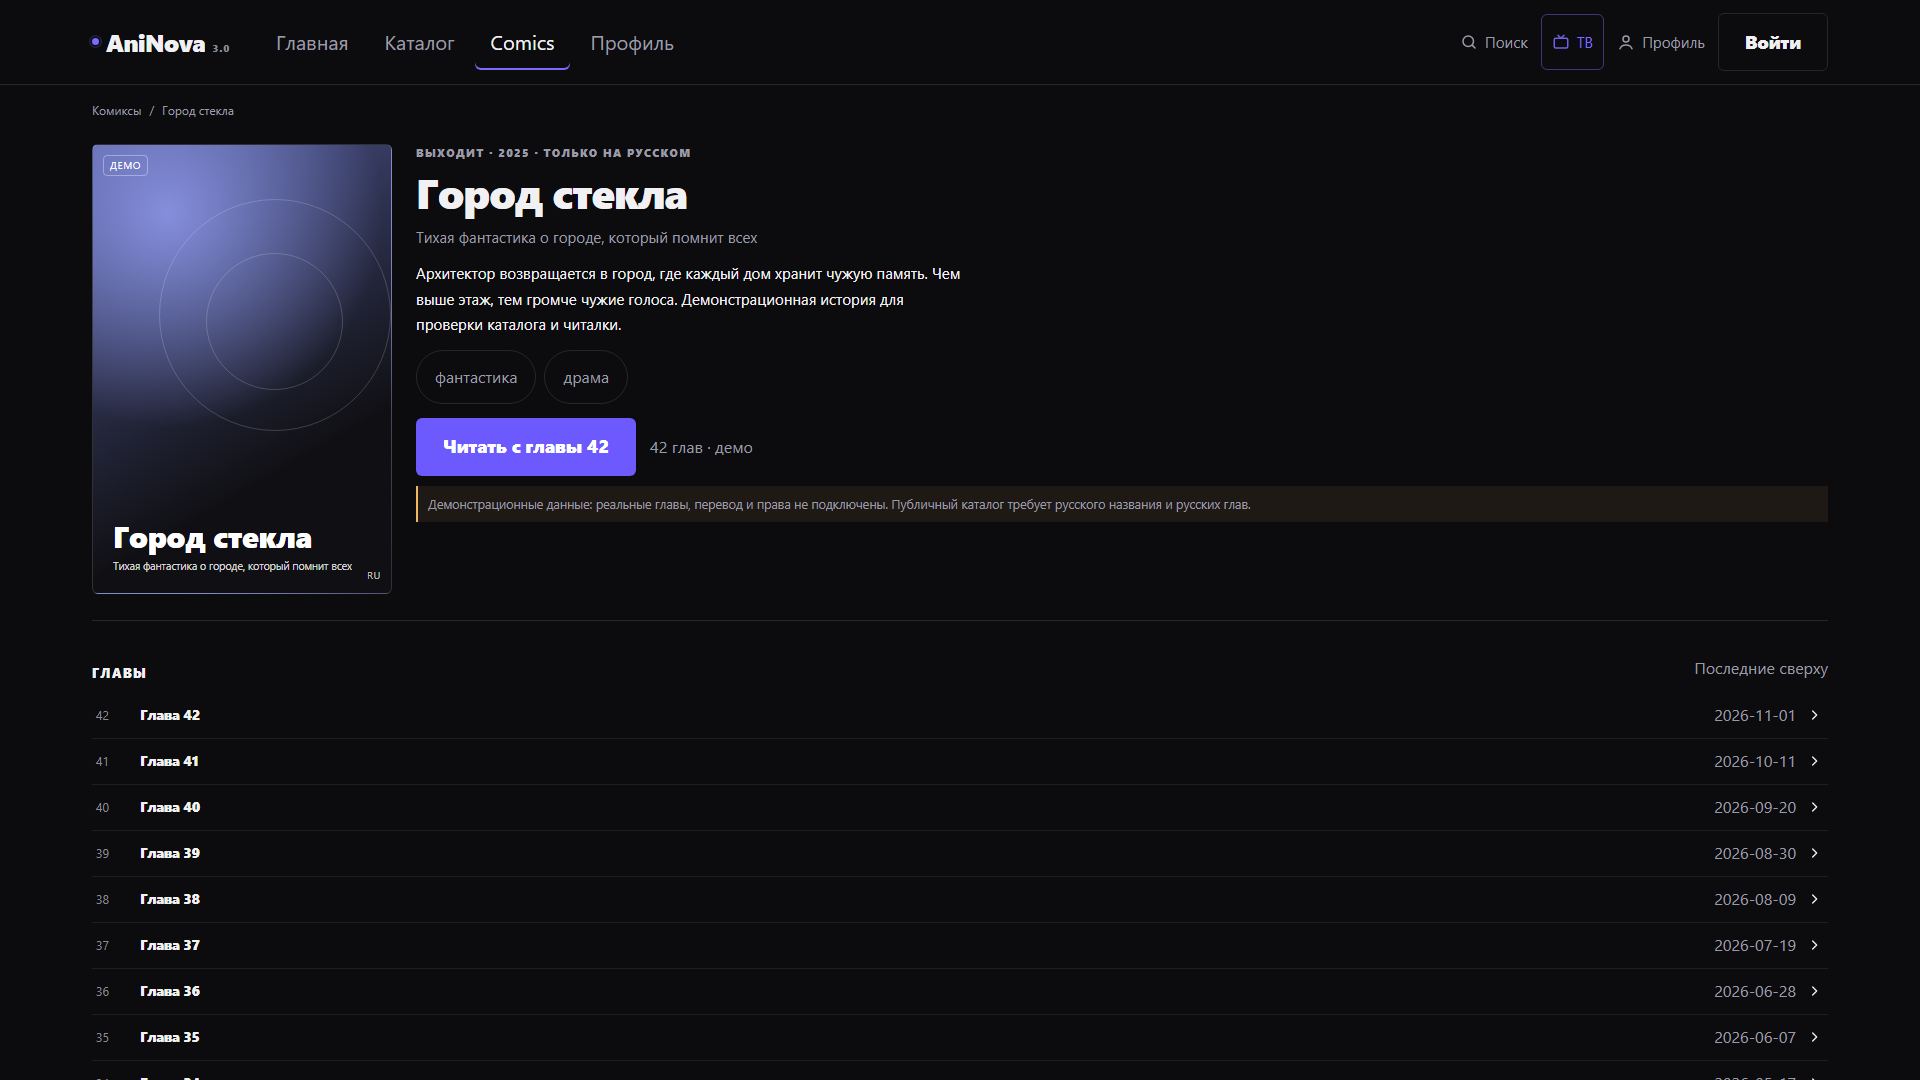 AniNova 3.0
Главная
Каталог
Comics
Профиль
Поиск
ТВ
Профиль
Войти
Комиксы / Город стекла
ДЕМО
Город стекла
Тихая фантастика о городе, который помнит всех
RU
ВЫХОДИТ · 2025 · ТОЛЬКО НА РУССКОМ
Город стекла
Тихая фантастика о городе, который помнит всех
Архитектор возвращается в город, где каждый дом хранит чужую память. Чем
выше этаж, тем громче чужие голоса. Демонстрационная история для
проверки каталога и читалки.
фантастика
драма
Читать с главы 42
42 глав · демо
Демонстрационные данные: реальные главы, перевод и права не подключены. Публичный каталог требует русского названия и русских глав.
ГЛАВЫ
Последние сверху
42 Глава 42 2026-11-01
41 Глава 41 2026-10-11
40 Глава 40 2026-09-20
39 Глава 39 2026-08-30
38 Глава 38 2026-08-09
37 Глава 37 2026-07-19
36 Глава 36 2026-06-28
35 Глава 35 2026-06-07